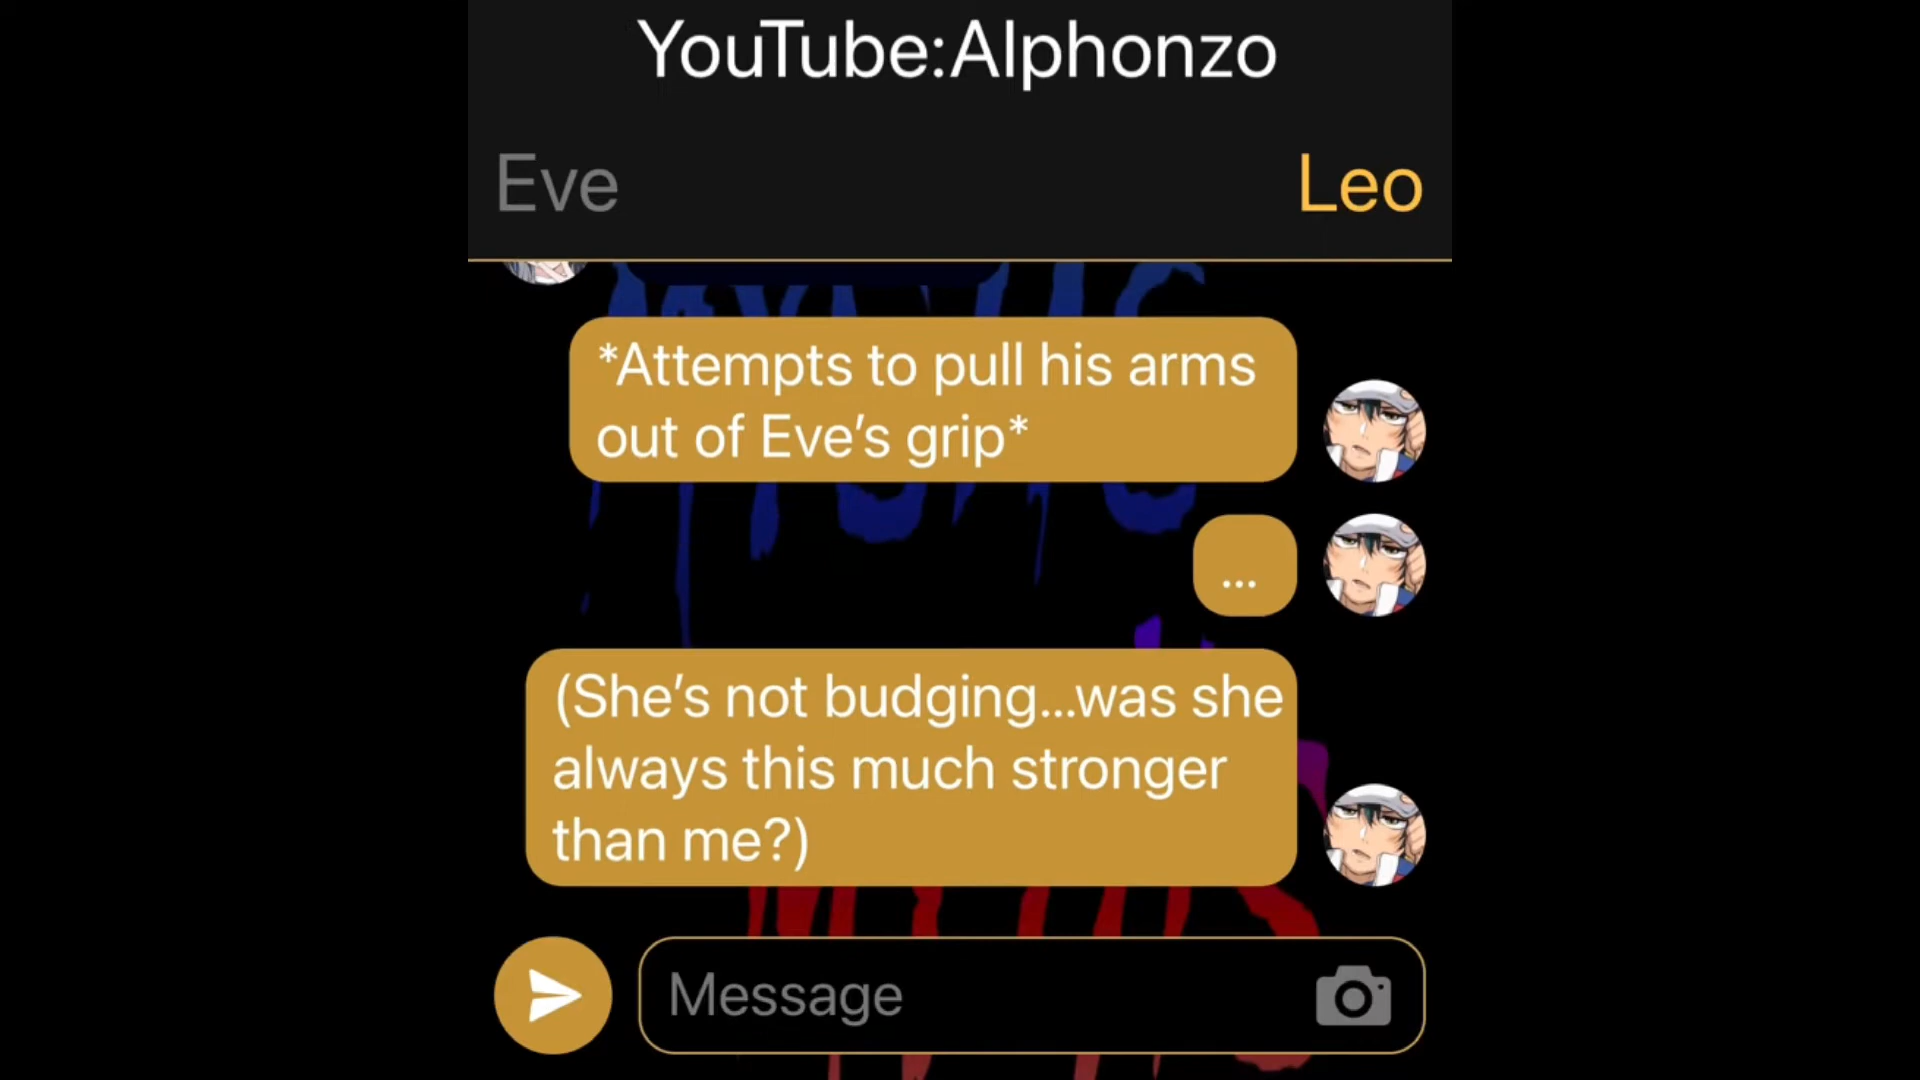 YouTube:Alphonzo
Eve
Leo
*Attempts to pull his arms
out of Eve’s grip*
...
(She’s not budging...was she
always this much stronger
than me?)
Message